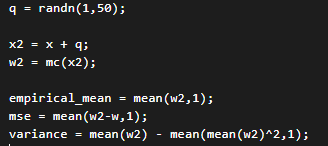 q = randn(1,50);
x2 = x + q;
w2 = mc(x2);
empirical_mean = mean(w2,1);
mse = mean(w2-w,1);
variance = mean(w2) - mean(mean(w2)^2,1);